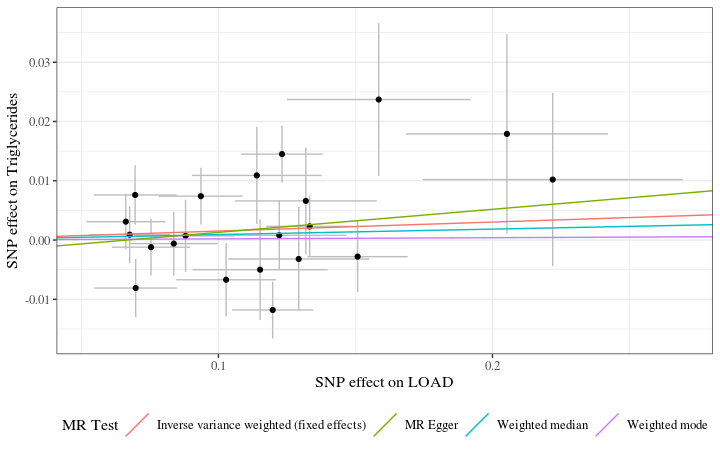 SNP effect on Triglycerides
0.03
0.02
0.01
0.00
-0.01
0.1 0.2
SNP effect on LOAD
MR Test Inverse variance weighted (fixed effects) MR Egger Weighted median Weighted mode